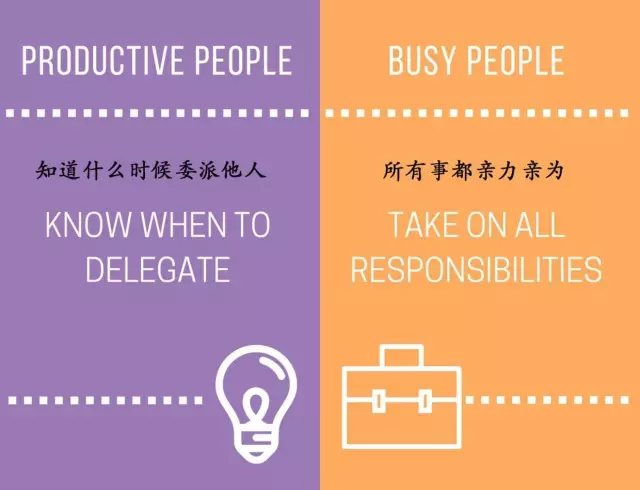 PRODUCTIVE PEOPLE
知道什么时候委派他人
KNOW WHEN TO
DELEGATE
BUSY PEOPLE
所有事都亲力亲为
TAKE ON ALL
RESPONSIBILITIES